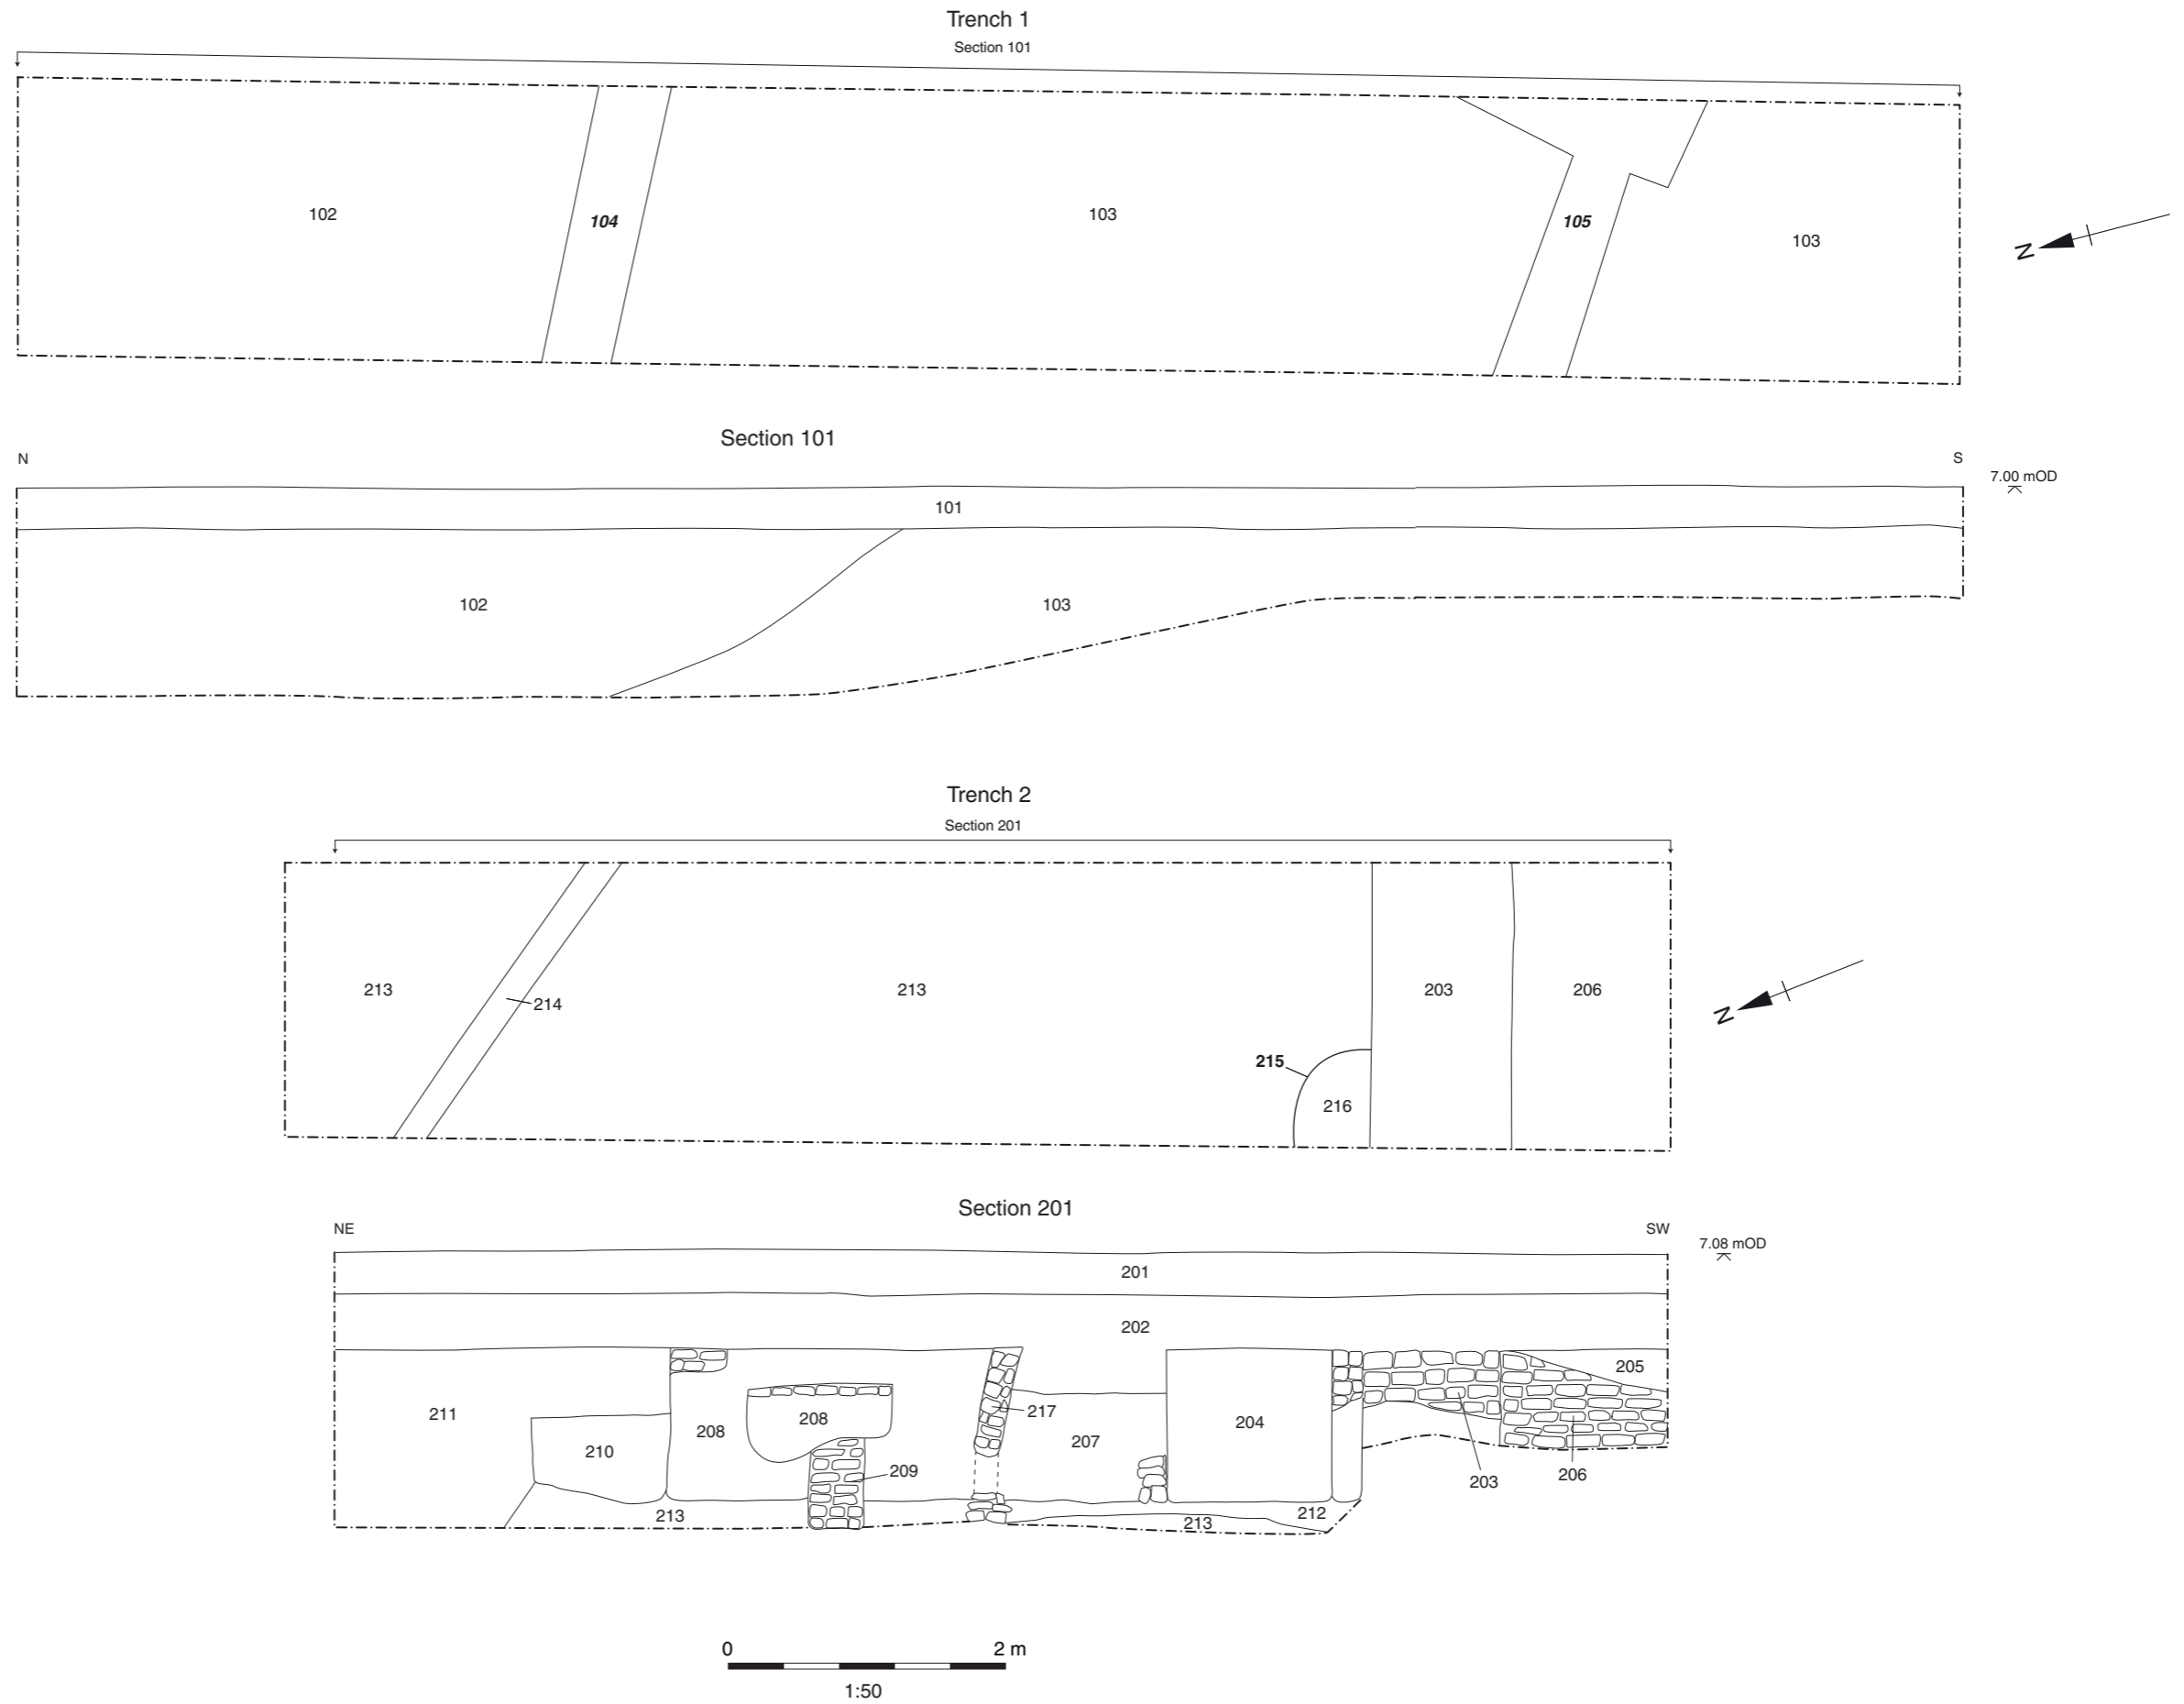 Trench 1
Section 101
102
104
103
105
103
N
Section 101
N
S
7.00 mOD
101
102
103
Trench 2
Section 201
213
214
213
203
206
215
216
N
Section 201
NE
SW
7.08 mOD
201
202
205
211
208
208
217
204
210
207
209
203
206
213
212
213
0
2 m
1:50